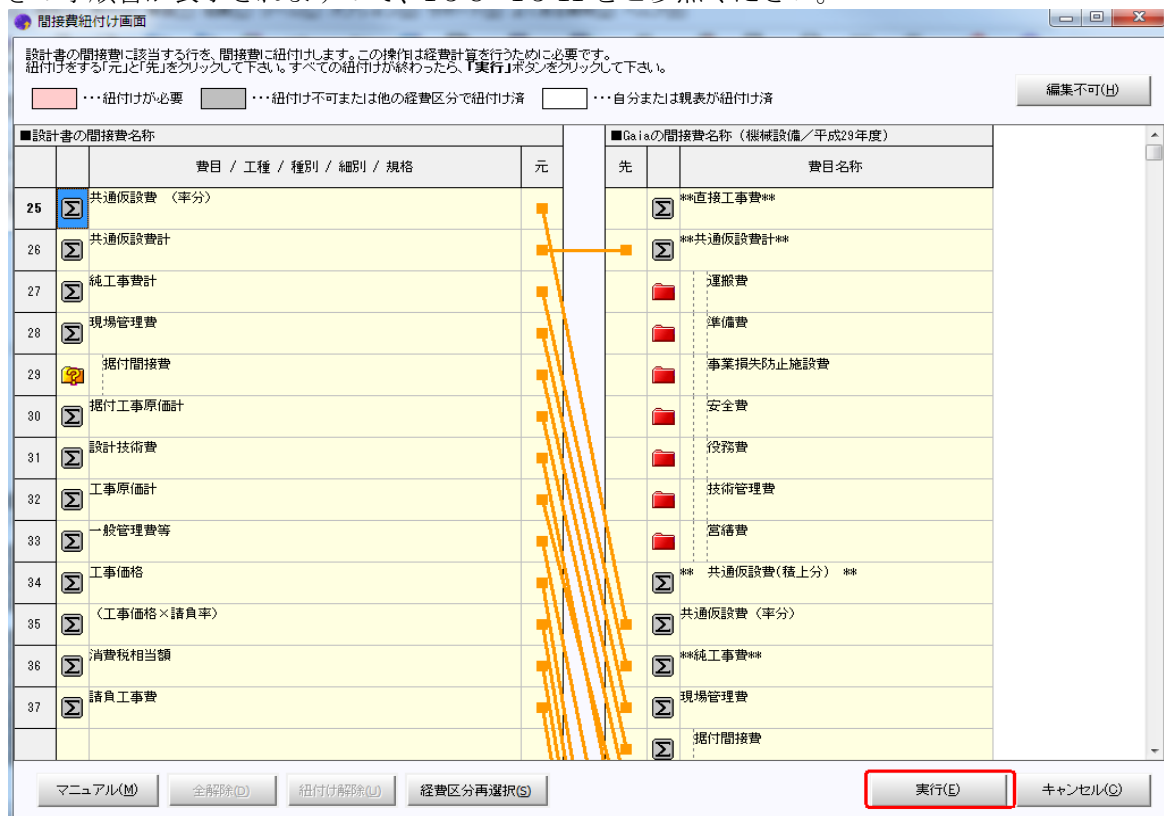 間接費紐付け画面
設計書の間接費に該当する行を、間接費に紐付けします。この操作は経費計算を行うために必要です。
紐付けをする「元」と「先」をクリックして下さい。すべての紐付けが終わったら、「実行」ボタンをクリックして下さい。
・・・紐付けが必要 ・・・紐付け不可または他の経費区分で紐付け済 ・・・自分または親表が紐付け済
編集不可(H)
■設計書の間接費名称
費目 / 工種 / 種別 / 細別 / 規格 元
25 共通仮設費 （率分）
26 共通仮設費計
27 純工事費計
28 現場管理費
29 据付間接費
30 据付工事原価計
31 設計技術費
32 工事原価計
33 一般管理費等
34 工事価格
35 （工事価格×請負率）
36 消費税相当額
37 請負工事費
■Gaiaの間接費名称（機械設備／平成29年度）
先 費目名称
**直接工事費**
**共通仮設費計**
運搬費
準備費
事業損失防止施設費
安全費
役務費
技術管理費
営繕費
** 共通仮設費(積上分) **
共通仮設費（率分）
**純工事費**
現場管理費
据付間接費
マニュアル(M) 全解除(D) 紐付け解除(U) 経費区分再選択(S) 実行(E) キャンセル(C)